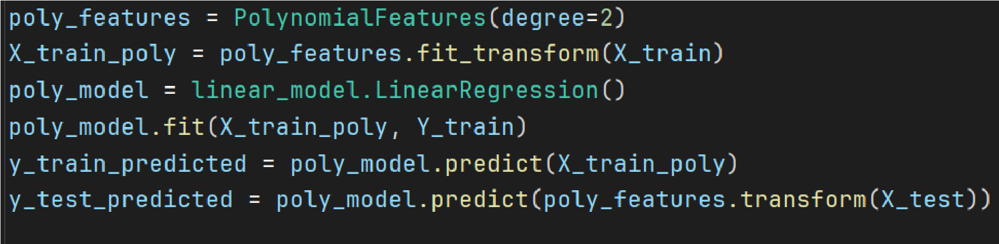 poly_features = PolynomialFeatures(degree=2)
X_train_poly = poly_features.fit_transform(X_train)
poly_model = linear_model.LinearRegression()
poly_model.fit(X_train_poly, Y_train)
y_train_predicted = poly_model.predict(X_train_poly)
y_test_predicted = poly_model.predict(poly_features.transform(X_test))